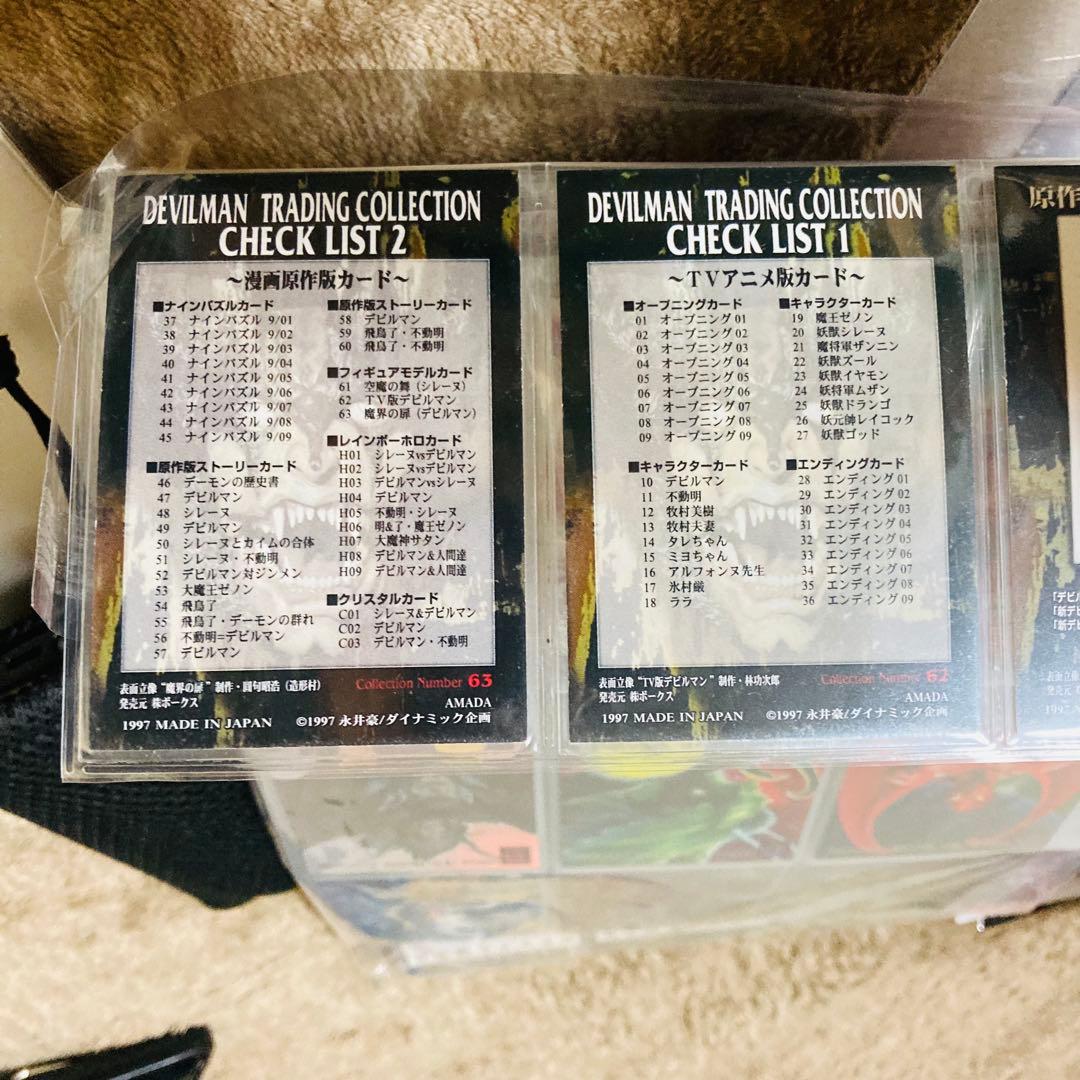 DEVILMAN TRADING COLLECTION
CHECK LIST 2
～漫画原作版カード～
■ナインパズルカード
37 ナインパズル 9/01
38 ナインパズル 9/02
39 ナインパズル 9/03
40 ナインパズル 9/04
41 ナインパズル 9/05
42 ナインパズル 9/06
43 ナインパズル 9/07
44 ナインパズル 9/08
45 ナインパズル 9/09
■原作版ストーリーカード
46 デーモンの歴史書
47 デビルマン
48 シレーヌ
49 デビルマン
50 シレーヌとカイムの合体
51 シレーヌ・不動明
52 デビルマン対ジンメン
53 大魔王ゼノン
54 飛鳥了
55 飛鳥了・デーモンの群れ
56 不動明=デビルマン
57 デビルマン
■原作版ストーリーカード
58 デビルマン
59 飛鳥了・不動明
60 飛鳥了・不動明
■フィギュアモデルカード
61 空魔の舞（シレーヌ）
62 TV版デビルマン
63 魔界の扉（デビルマン）
■レインボーホロカード
H01 シレーヌvsデビルマン
H02 シレーヌvsデビルマン
H03 デビルマンvsシレーヌ
H04 デビルマン
H05 不動明・シレーヌ
H06 明&了・魔王ゼノン
H07 大魔神サタン
H08 デビルマン&人間達
H09 デビルマン&人間達
■クリスタルカード
C01 シレーヌ&デビルマン
C02 デビルマン
C03 デビルマン・不動明
表面立像“魔界の扉”制作・圓句昭浩（造形村）
発売元 株ボークス
Collection Number 63
AMADA
1997 MADE IN JAPAN ©1997 永井豪/ダイナミック企画
DEVILMAN TRADING COLLECTION
CHECK LIST 1
～TVアニメ版カード～
■オープニングカード
01 オープニング 01
02 オープニング 02
03 オープニング 03
04 オープニング 04
05 オープニング 05
06 オープニング 06
07 オープニング 07
08 オープニング 08
09 オープニング 09
■キャラクターカード
10 デビルマン
11 不動明
12 牧村美樹
13 牧村夫妻
14 タレちゃん
15 ミヨちゃん
16 アルフォンヌ先生
17 氷村巌
18 ララ
■キャラクターカード
19 魔王ゼノン
20 妖獣シレーヌ
21 魔将軍ザンニン
22 妖獣ズール
23 妖獣イヤモン
24 妖将軍ムザン
25 妖獣ドランゴ
26 妖元帥レイコック
27 妖獣ゴッド
■エンディングカード
28 エンディング 01
29 エンディング 02
30 エンディング 03
31 エンディング 04
32 エンディング 05
33 エンディング 06
34 エンディング 07
35 エンディング 08
36 エンディング 09
表面立像“TV版デビルマン”制作・林功次郎
発売元 株ボークス
Collection Number 62
AMADA
1997 MADE IN JAPAN ©1997 永井豪/ダイナミック企画
原作
「デビル
「新デビ
「新デビ